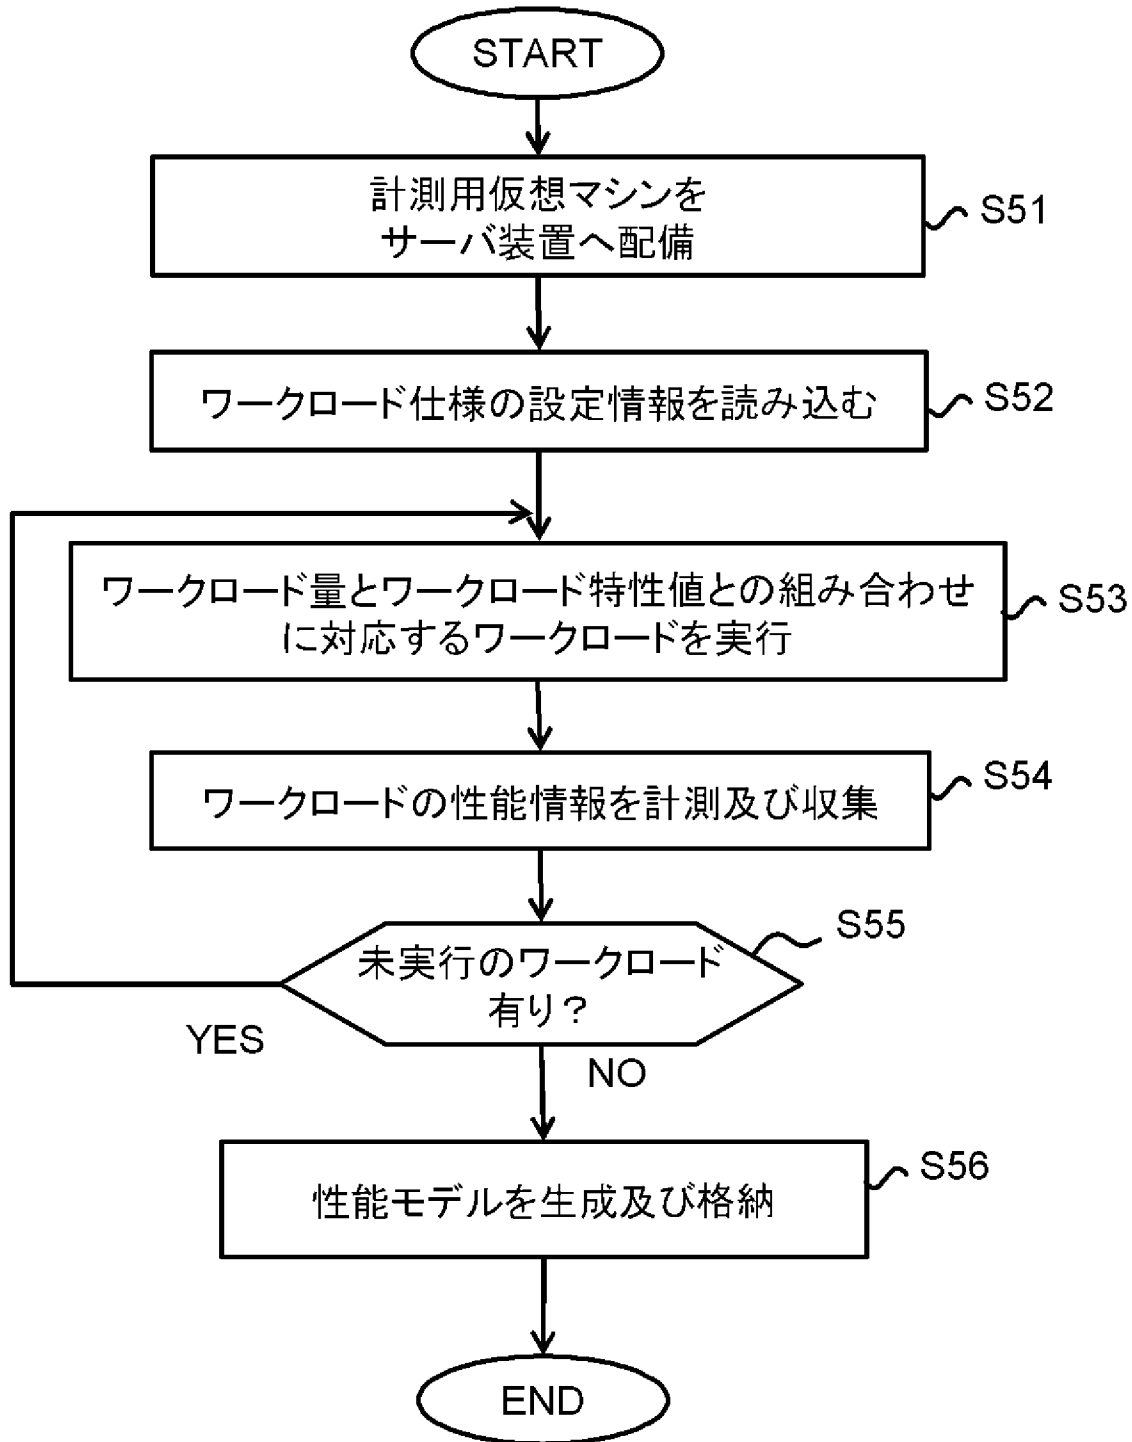 START
計測用仮想マシンを
サーバ装置へ配備
S51
ワークロード仕様の設定情報を読み込む
S52
ワークロード量とワークロード特性値との組み合わせ
に対応するワークロードを実行
S53
ワークロードの性能情報を計測及び収集
S54
未実行のワークロード
有り？
S55
YES
NO
性能モデルを生成及び格納
S56
END